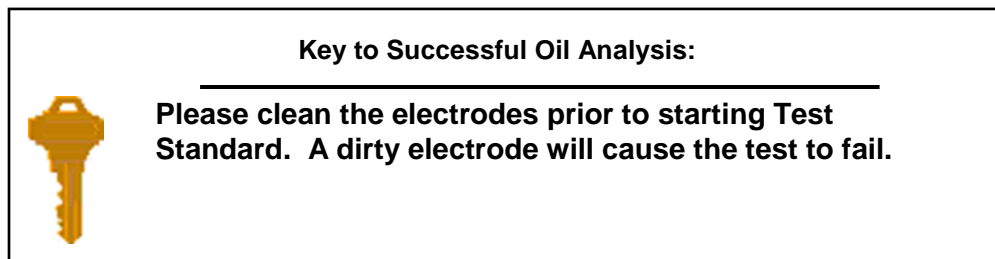 Key to Successful Oil Analysis:
Please clean the electrodes prior to starting Test
Standard.  A dirty electrode will cause the test to fail.